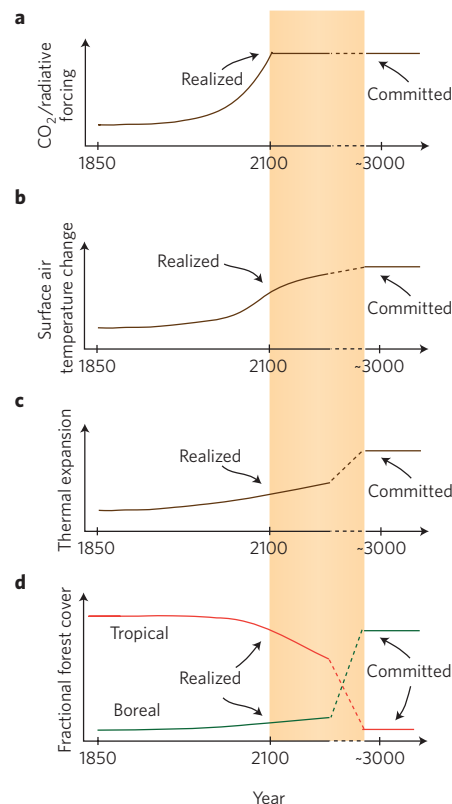 a
CO2/radiative
forcing
Realized
Committed
1850
2100
~3000
b
Surface air
temperature change
Realized
Committed
1850
2100
~3000
c
Thermal expansion
Realized
Committed
1850
2100
~3000
d
Fractional forest cover
Tropical
Realized
Committed
Boreal
1850
2100
~3000
Year